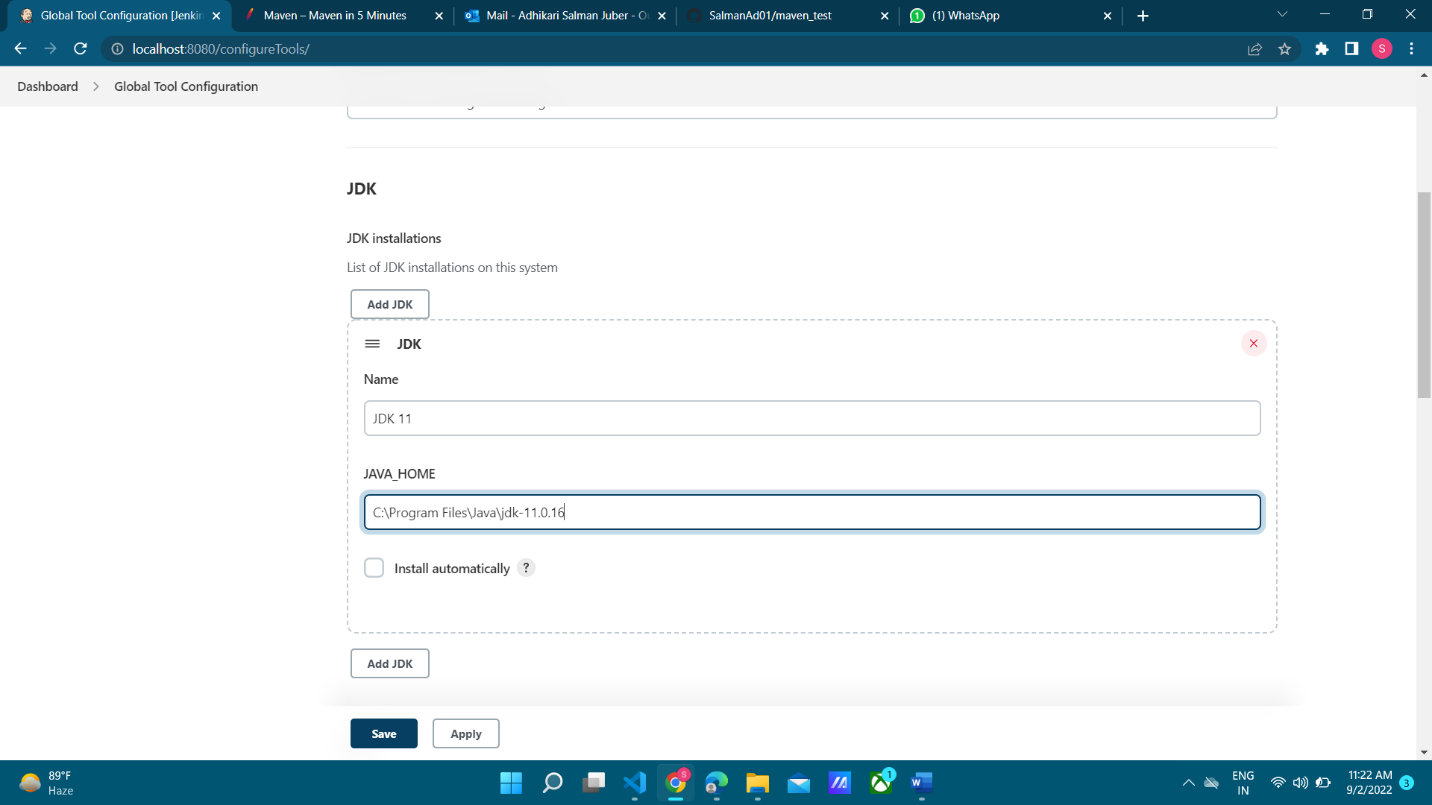 Global Tool Configuration [Jenkin
Maven – Maven in 5 Minutes
Mail - Adhikari Salman Juber - O
SalmanAd01/maven_test
(1) WhatsApp
localhost:8080/configureTools/
S
Dashboard
Global Tool Configuration
JDK
JDK installations
List of JDK installations on this system
Add JDK
JDK
Name
JDK 11
JAVA_HOME
C:\Program Files\Java\jdk-11.0.16
Install automatically ?
Add JDK
Save
Apply
89°F
Haze
ENG
IN
11:22 AM
9/2/2022
3